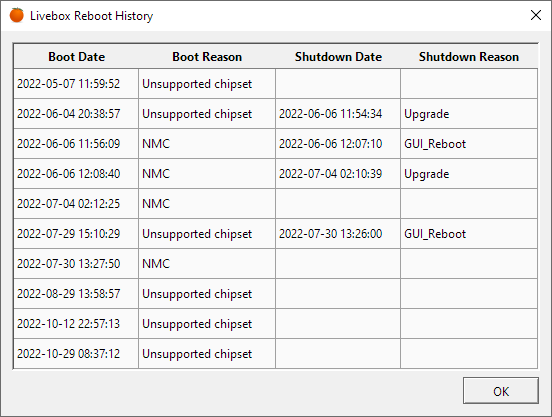 Livebox Reboot History
Boot Date Boot Reason Shutdown Date Shutdown Reason
2022-05-07 11:59:52 Unsupported chipset
2022-06-04 20:38:57 Unsupported chipset 2022-06-06 11:54:34 Upgrade
2022-06-06 11:56:09 NMC 2022-06-06 12:07:10 GUI_Reboot
2022-06-06 12:08:40 NMC 2022-07-04 02:10:39 Upgrade
2022-07-04 02:12:25 NMC
2022-07-29 15:10:29 Unsupported chipset 2022-07-30 13:26:00 GUI_Reboot
2022-07-30 13:27:50 NMC
2022-08-29 13:58:57 Unsupported chipset
2022-10-12 22:57:13 Unsupported chipset
2022-10-29 08:37:12 Unsupported chipset
OK